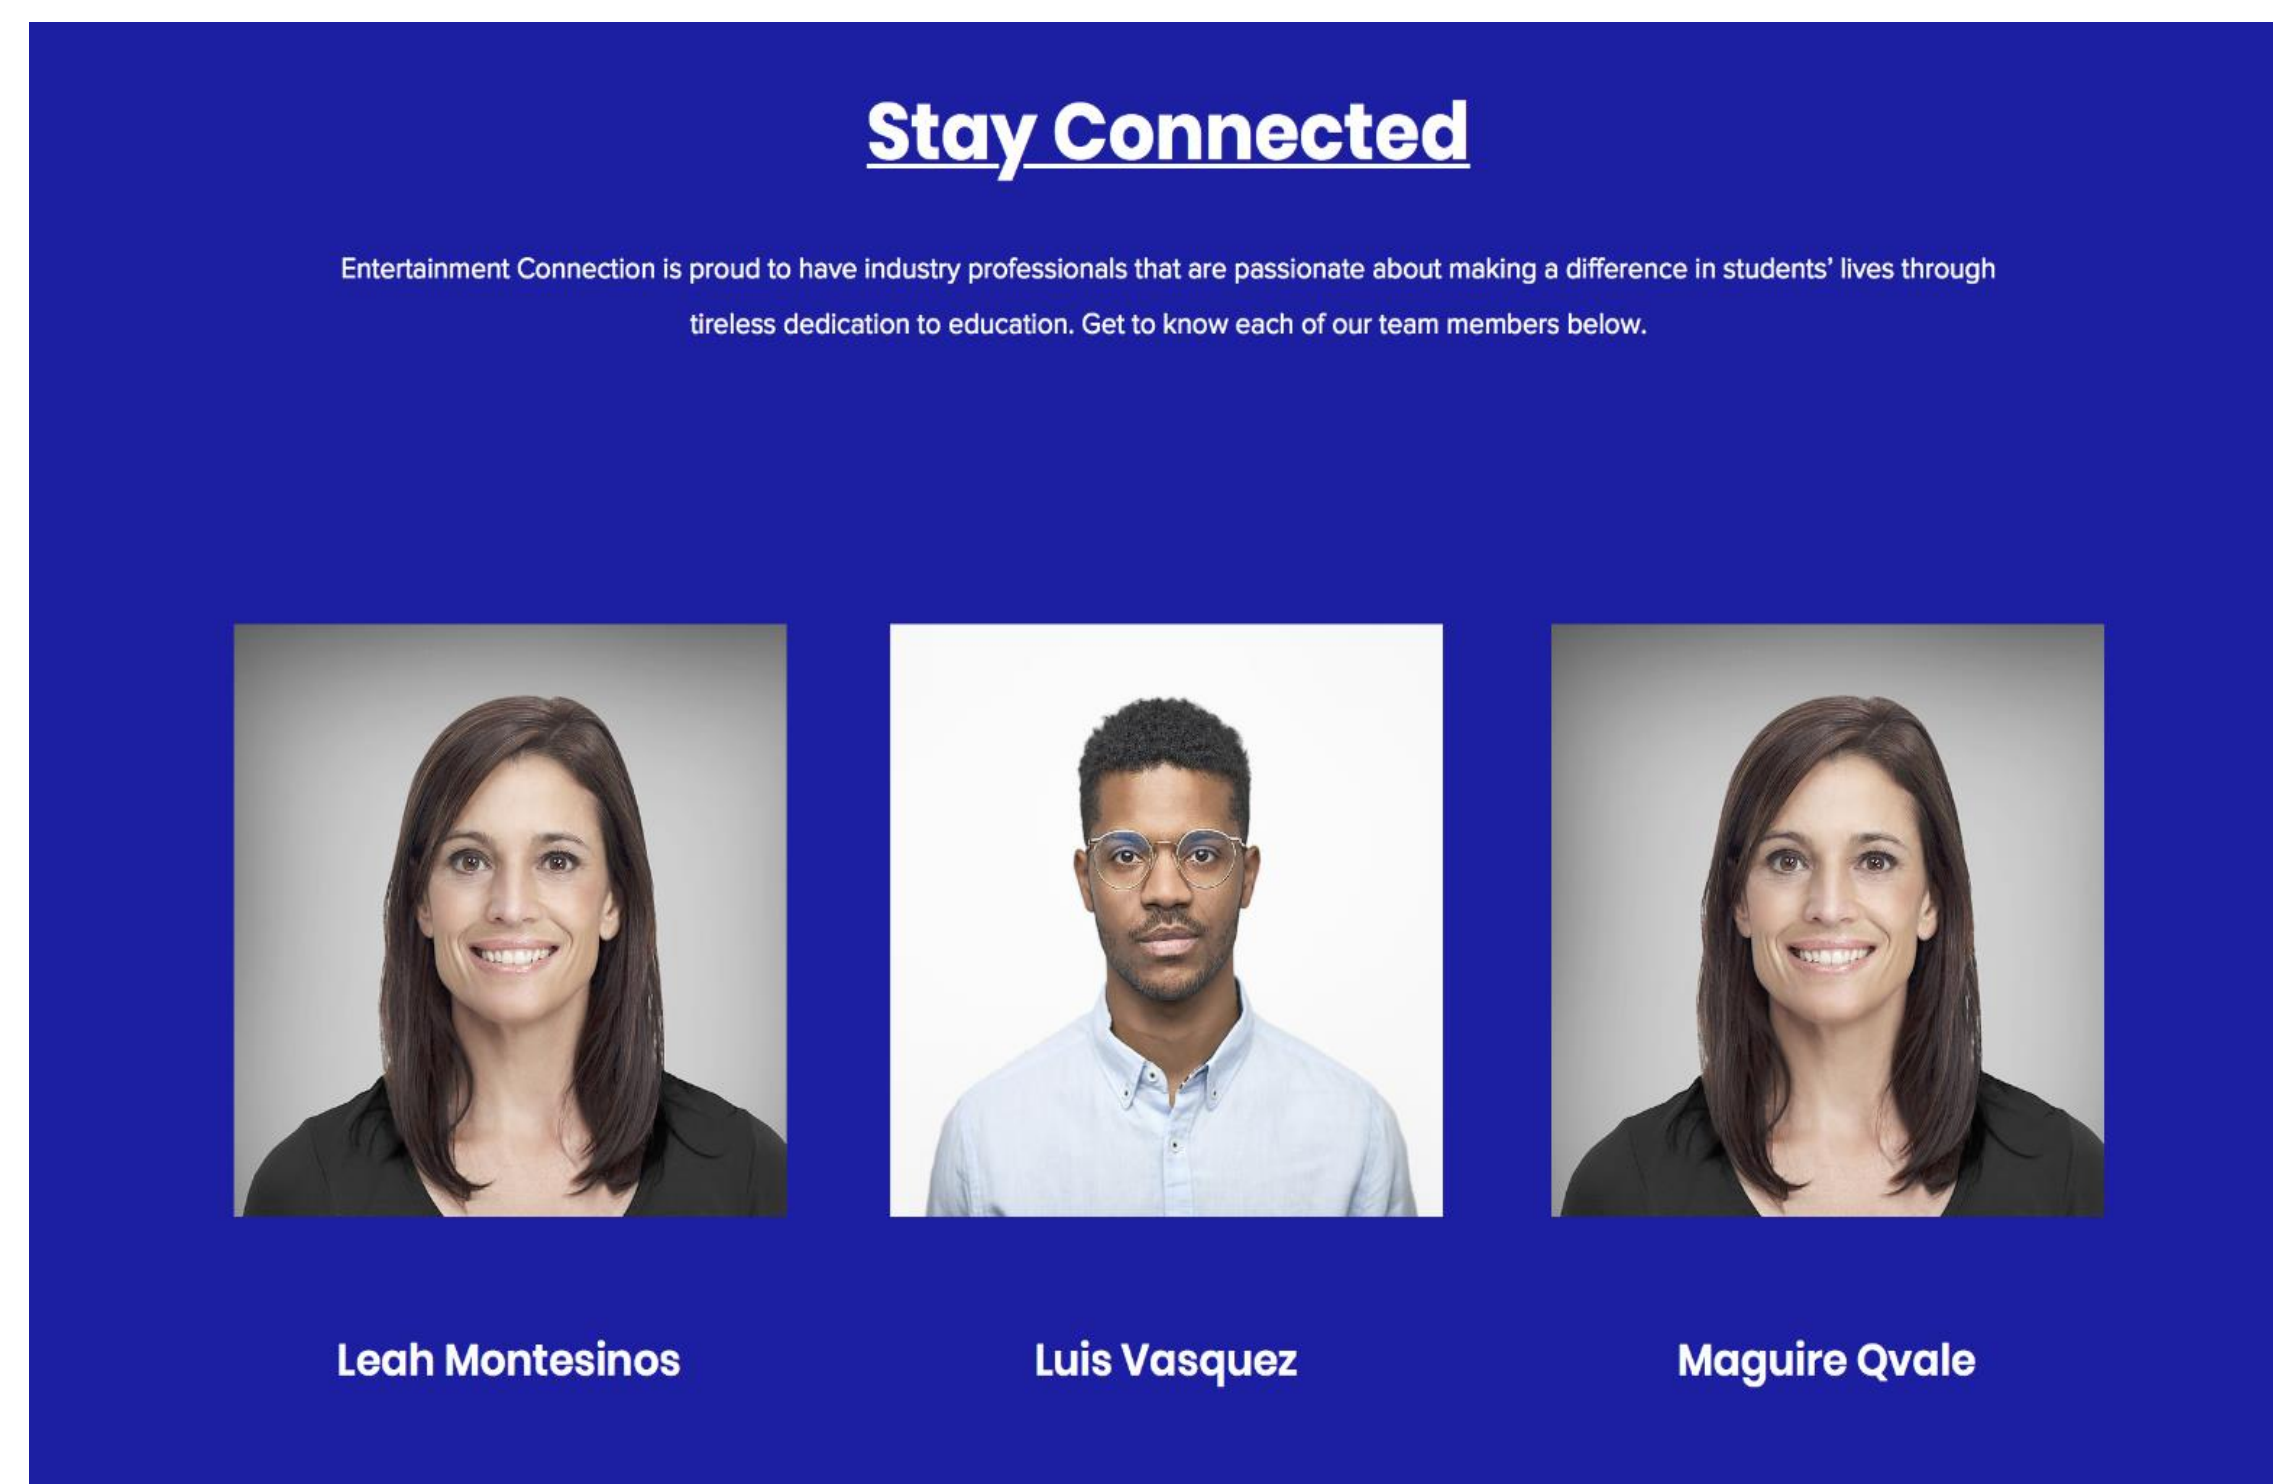 Stay Connected
Entertainment Connection is proud to have industry professionals that are passionate about making a difference in students’ lives through
tireless dedication to education. Get to know each of our team members below.
Leah Montesinos
Luis Vasquez
Maguire Qvale